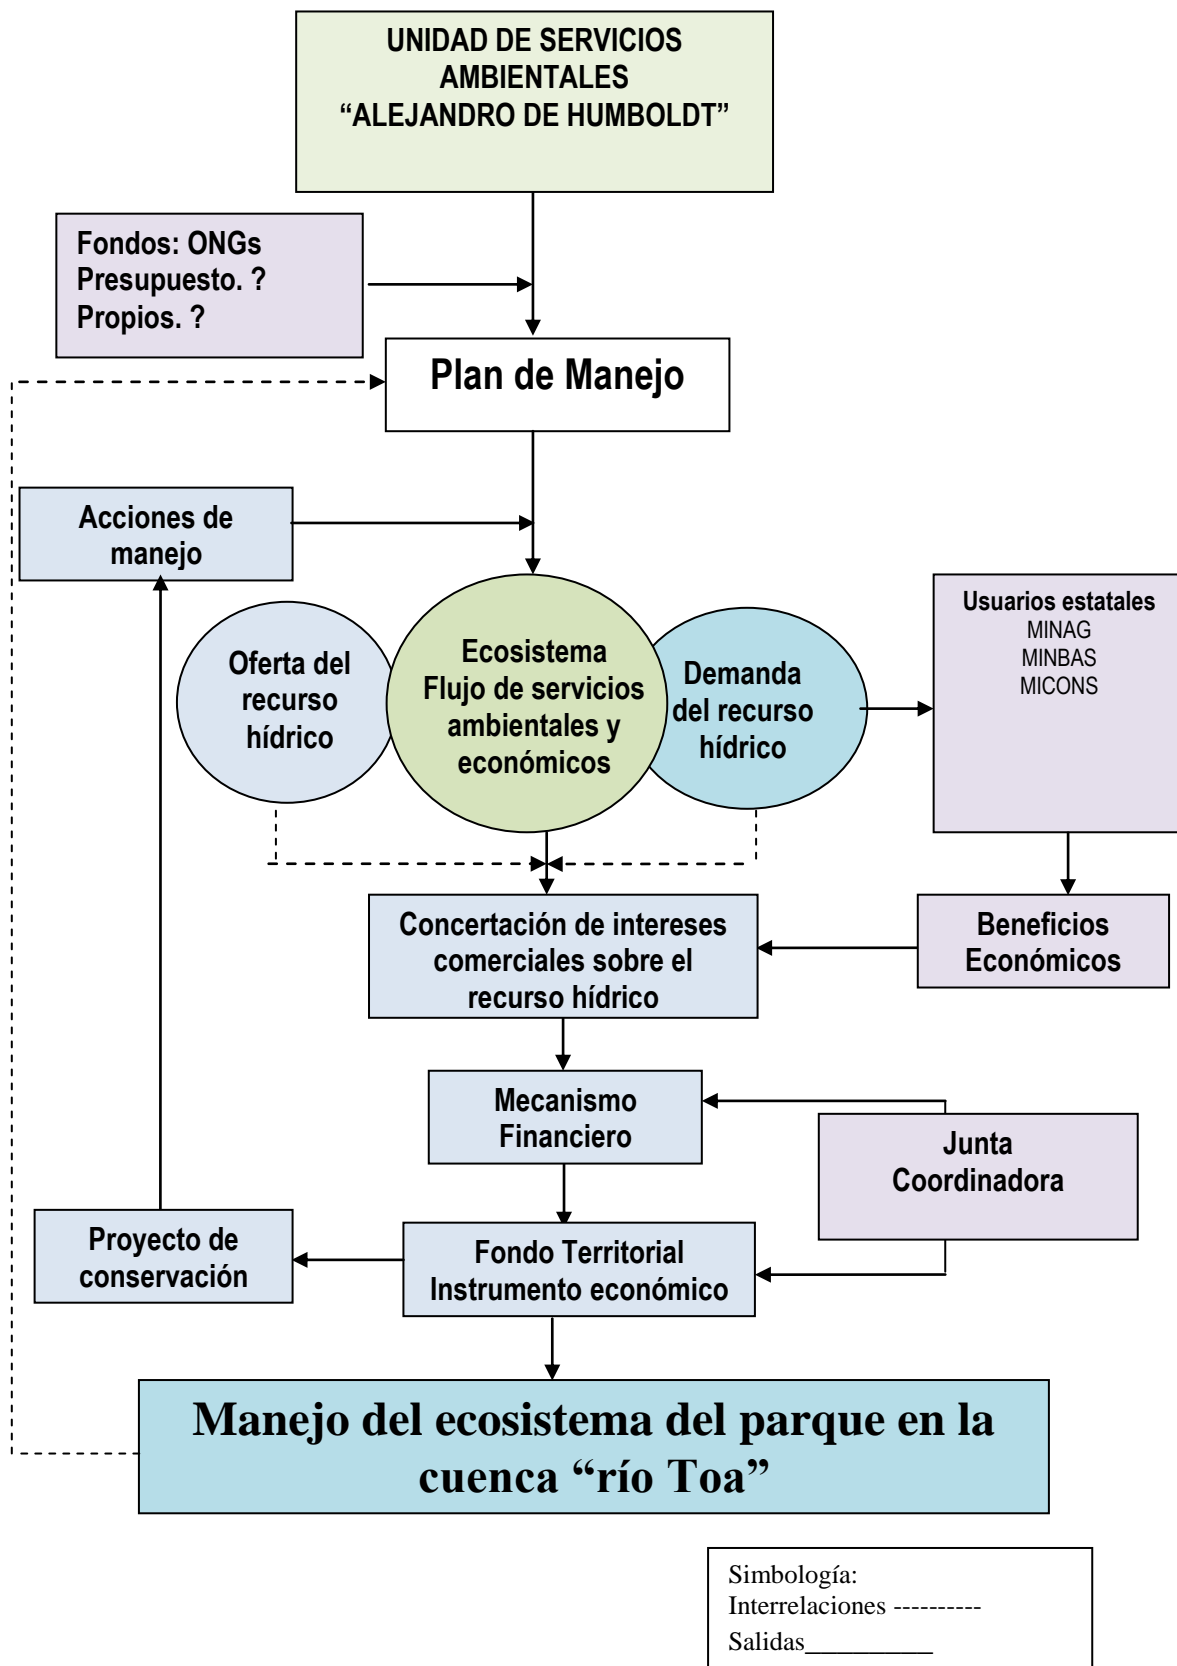 UNIDAD DE SERVICIOS
AMBIENTALES
“ALEJANDRO DE HUMBOLDT”
Fondos: ONGs
Presupuesto. ?
Propios. ?
Plan de Manejo
Acciones de
manejo
Oferta del
recurso
hídrico
Ecosistema
Flujo de servicios
ambientales y
económicos
Demanda
del recurso
hídrico
Usuarios estatales
MINAG
MINBAS
MICONS
Concertación de intereses
comerciales sobre el
recurso hídrico
Beneficios
Económicos
Mecanismo
Financiero
Junta
Coordinadora
Proyecto de
conservación
Fondo Territorial
Instrumento económico
Manejo del ecosistema del parque en la
cuenca “río Toa”
Simbología:
Interrelaciones ----------
Salidas_________